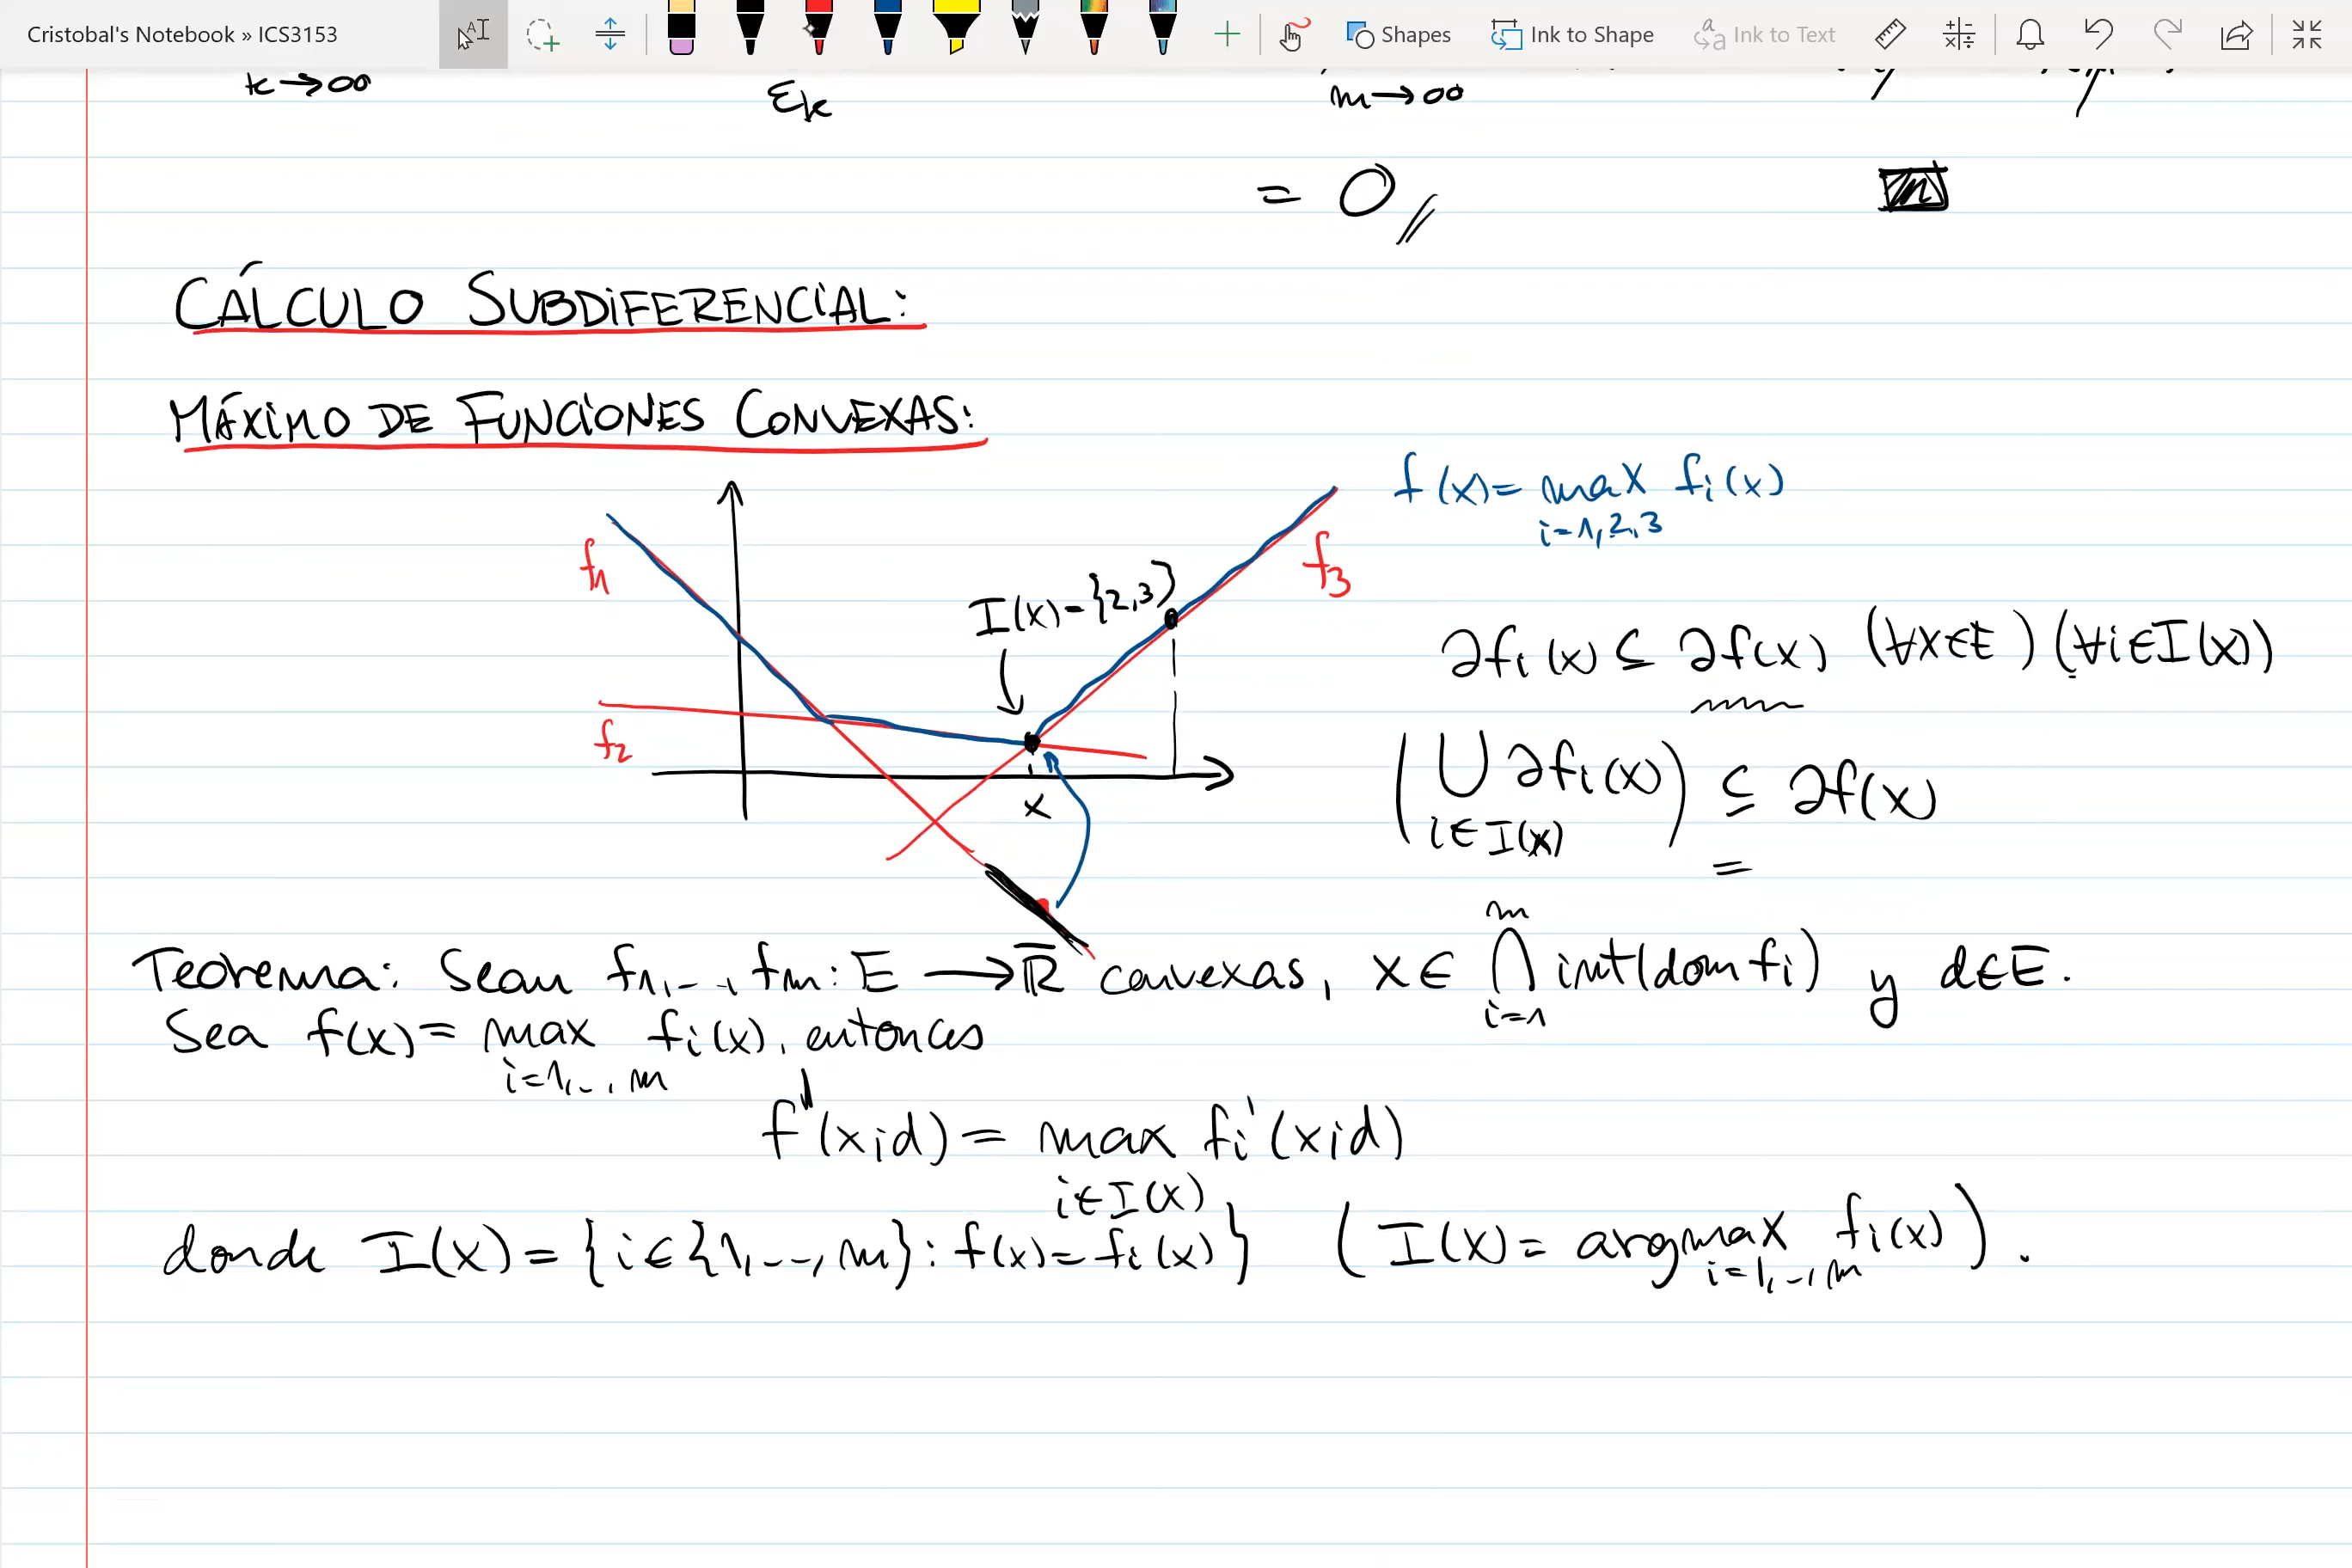 Cristobal's Notebook » ICS3153
Shapes
Ink to Shape
Ink to Text
k→∞
εk
m→∞
= 0//
CÁLCULO SUBDIFERENCIAL:
MÁXIMO DE FUNCIONES CONVEXAS:
f(x)= max fi(x)
i=1,2,3
f1
f3
I(x)={2,3}
∂fi(x) ⊆ ∂f(x) (∀x∈E) (∀i∈I(x))
f2
x
(⋃ ∂fi(x)) ⊆ ∂f(x)
i∈I(x)
=
Teorema: Sean f1,..,fm: E → R̄ convexas, x∈ ⋂_{i=1}^{m} int(dom fi) y d∈E.
Sea f(x)= max fi(x), entonces
i=1,..,m
f'(x;d) = max fi'(x;d)
i∈I(x)
donde I(x)= {i∈{1,--,m}: f(x)=fi(x)} (I(x)= argmax fi(x)).
i=1,-,m